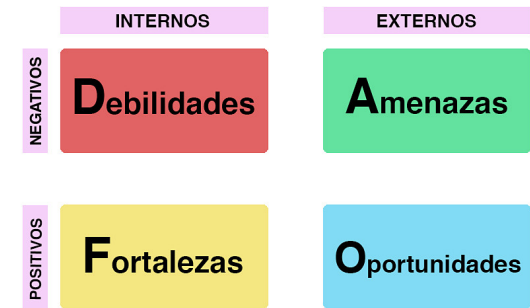 INTERNOS
EXTERNOS
NEGATIVOS
Debilidades
Amenazas
POSITIVOS
Fortalezas
Oportunidades